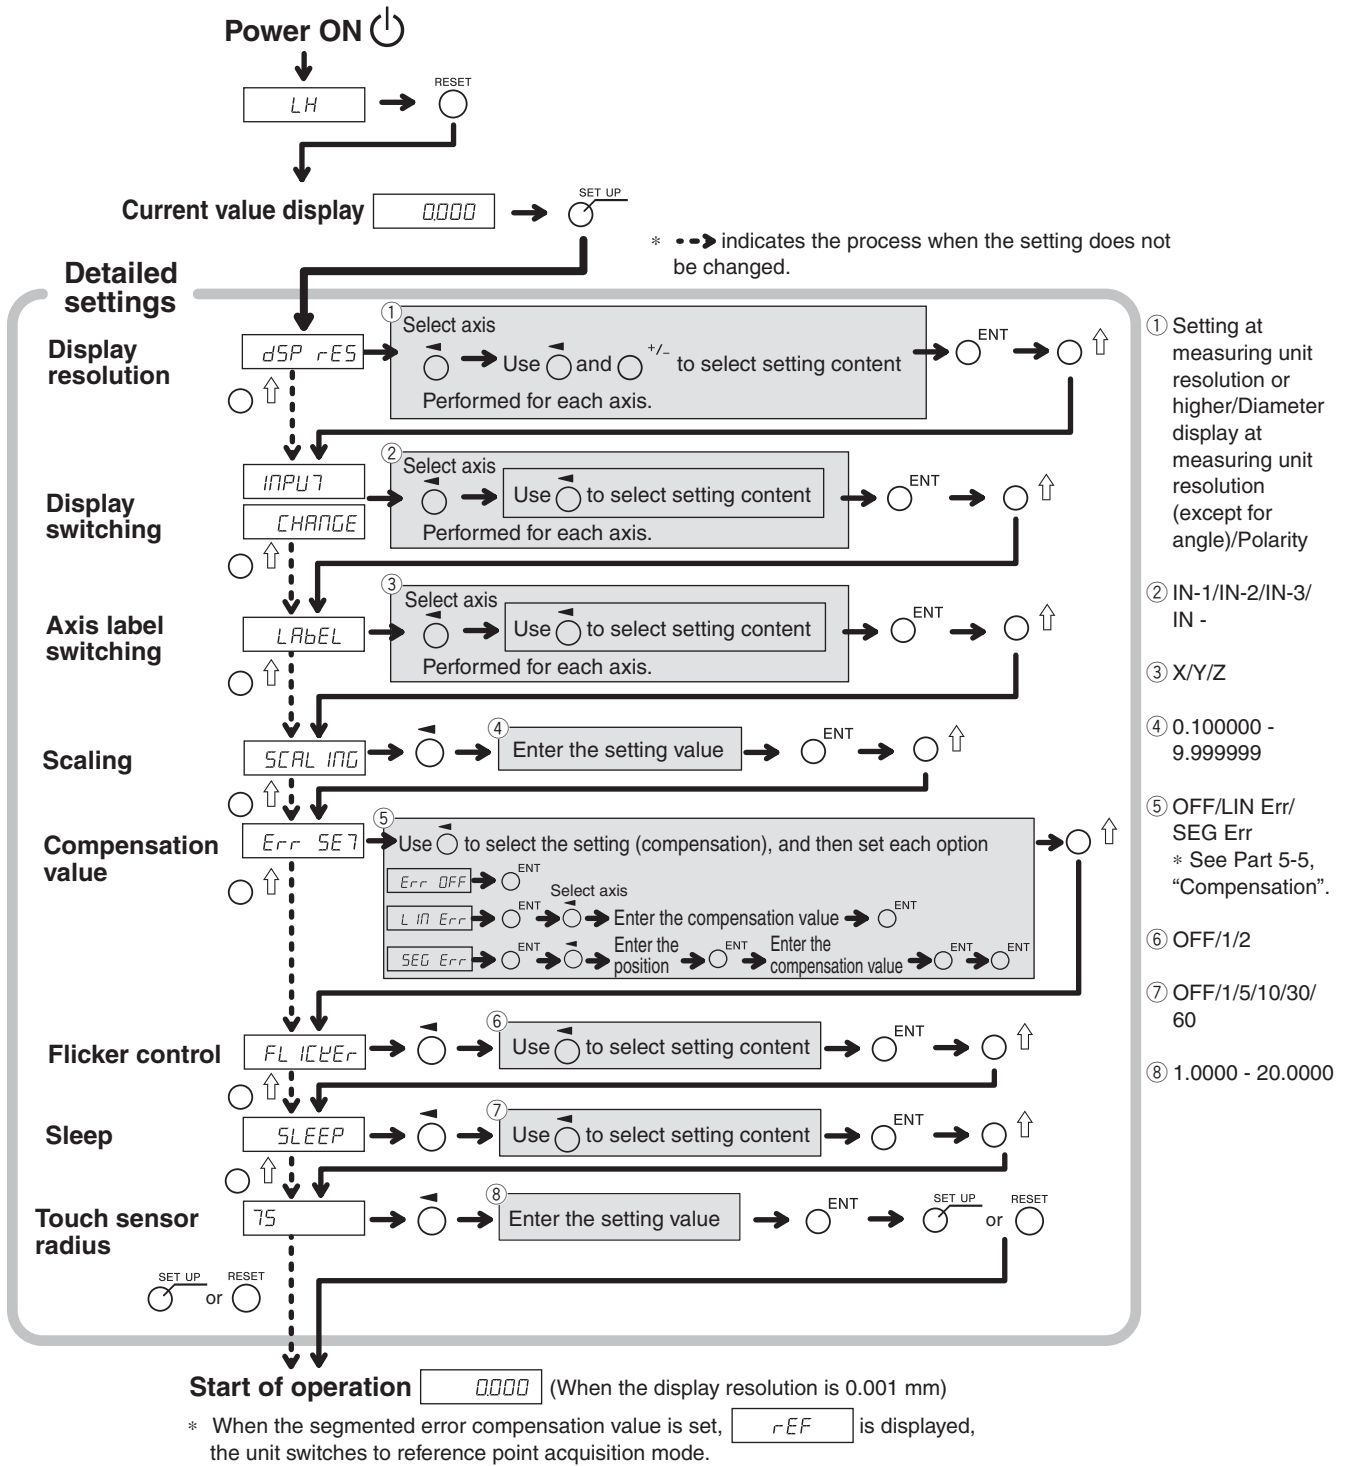 Power ON
LH
RESET
Current value display
0.000
SET UP
* indicates the process when the setting does not
be changed.
Detailed
settings
Display
resolution
dSP rES
①
Select axis
Use and +/- to select setting content
Performed for each axis.
ENT
Display
switching
INPUT
CHANGE
②
Select axis
Use to select setting content
Performed for each axis.
ENT
Axis label
switching
LAbEL
③
Select axis
Use to select setting content
Performed for each axis.
ENT
Scaling
SCALING
④
Enter the setting value
ENT
Compensation
value
Err SET
⑤
Use to select the setting (compensation), and then set each option
Err OFF
ENT
Select axis
LIN Err
ENT
Enter the compensation value
ENT
SEG Err
ENT
Enter the
position
ENT
Enter the
compensation value
ENT
ENT
Flicker control
FLICKEr
⑥
Use to select setting content
ENT
Sleep
SLEEP
⑦
Use to select setting content
ENT
Touch sensor
radius
TS
⑧
Enter the setting value
ENT
SET UP
or
RESET
SET UP
or
RESET
① Setting at
measuring unit
resolution or
higher/Diameter
display at
measuring unit
resolution
(except for
angle)/Polarity
② IN-1/IN-2/IN-3/
IN -
③ X/Y/Z
④ 0.100000 -
9.999999
⑤ OFF/LIN Err/
SEG Err
* See Part 5-5,
“Compensation”.
⑥ OFF/1/2
⑦ OFF/1/5/10/30/
60
⑧ 1.0000 - 20.0000
Start of operation 0.000 (When the display resolution is 0.001 mm)
* When the segmented error compensation value is set, rEF is displayed,
the unit switches to reference point acquisition mode.